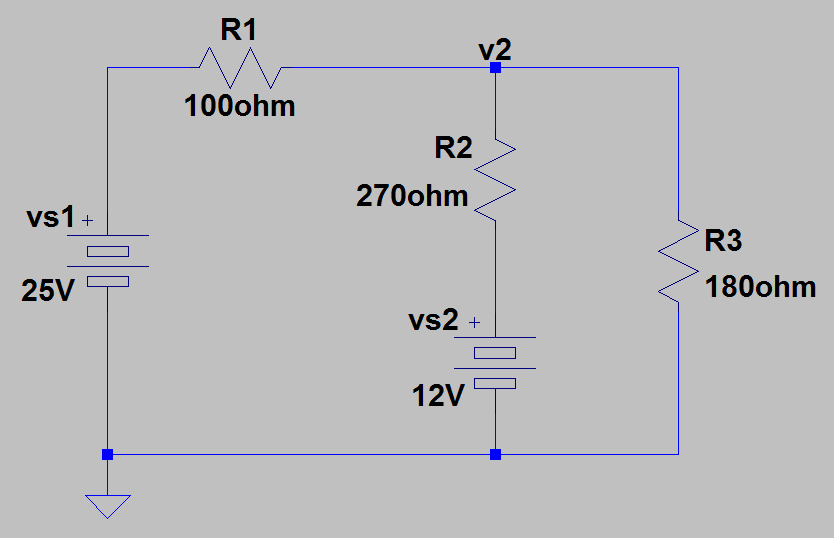 R1
100ohm
v2
R2
270ohm
vs1 +
25V
R3
180ohm
vs2 +
12V